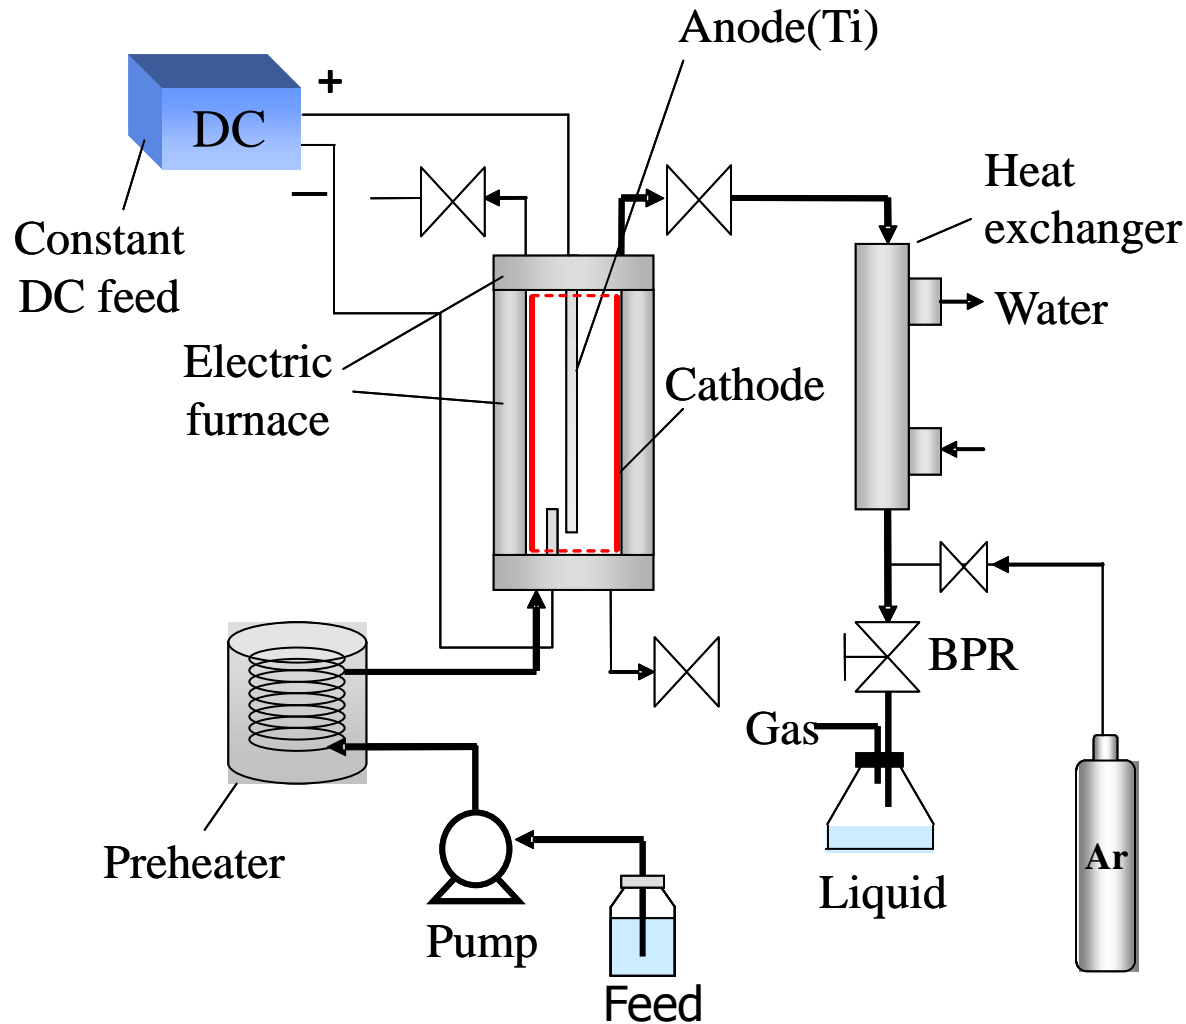 Anode(Ti)
+
DC
—
Constant
DC feed
Heat
exchanger
Water
Electric
furnace
Cathode
BPR
Gas
Preheater
Ar
Liquid
Pump
Feed